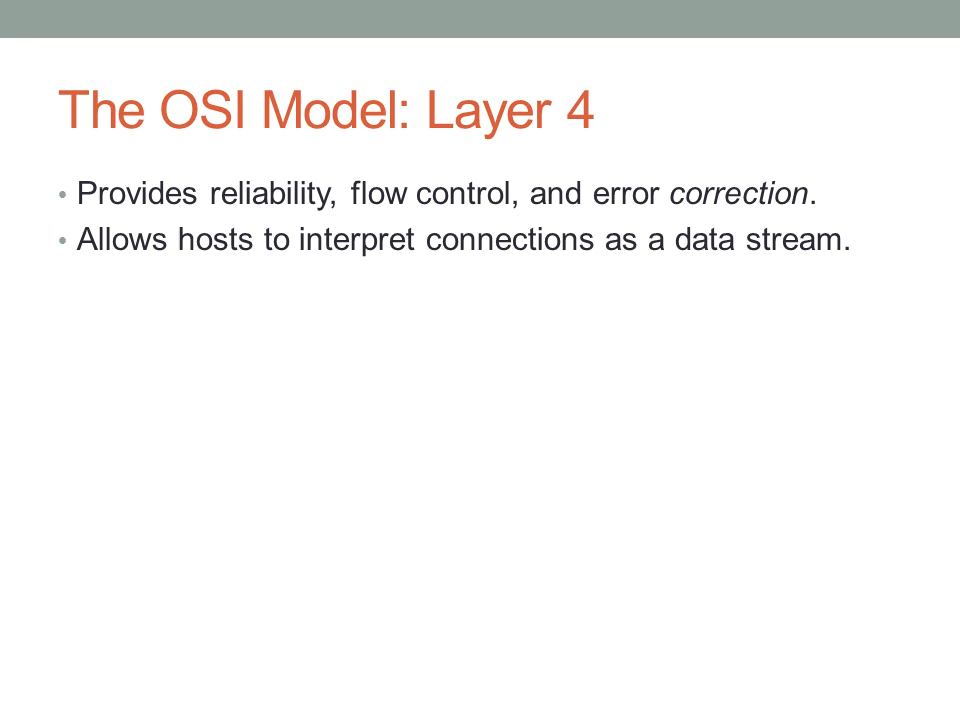 The OSI Model: Layer 4
• Provides reliability, flow control, and error correction.
• Allows hosts to interpret connections as a data stream.